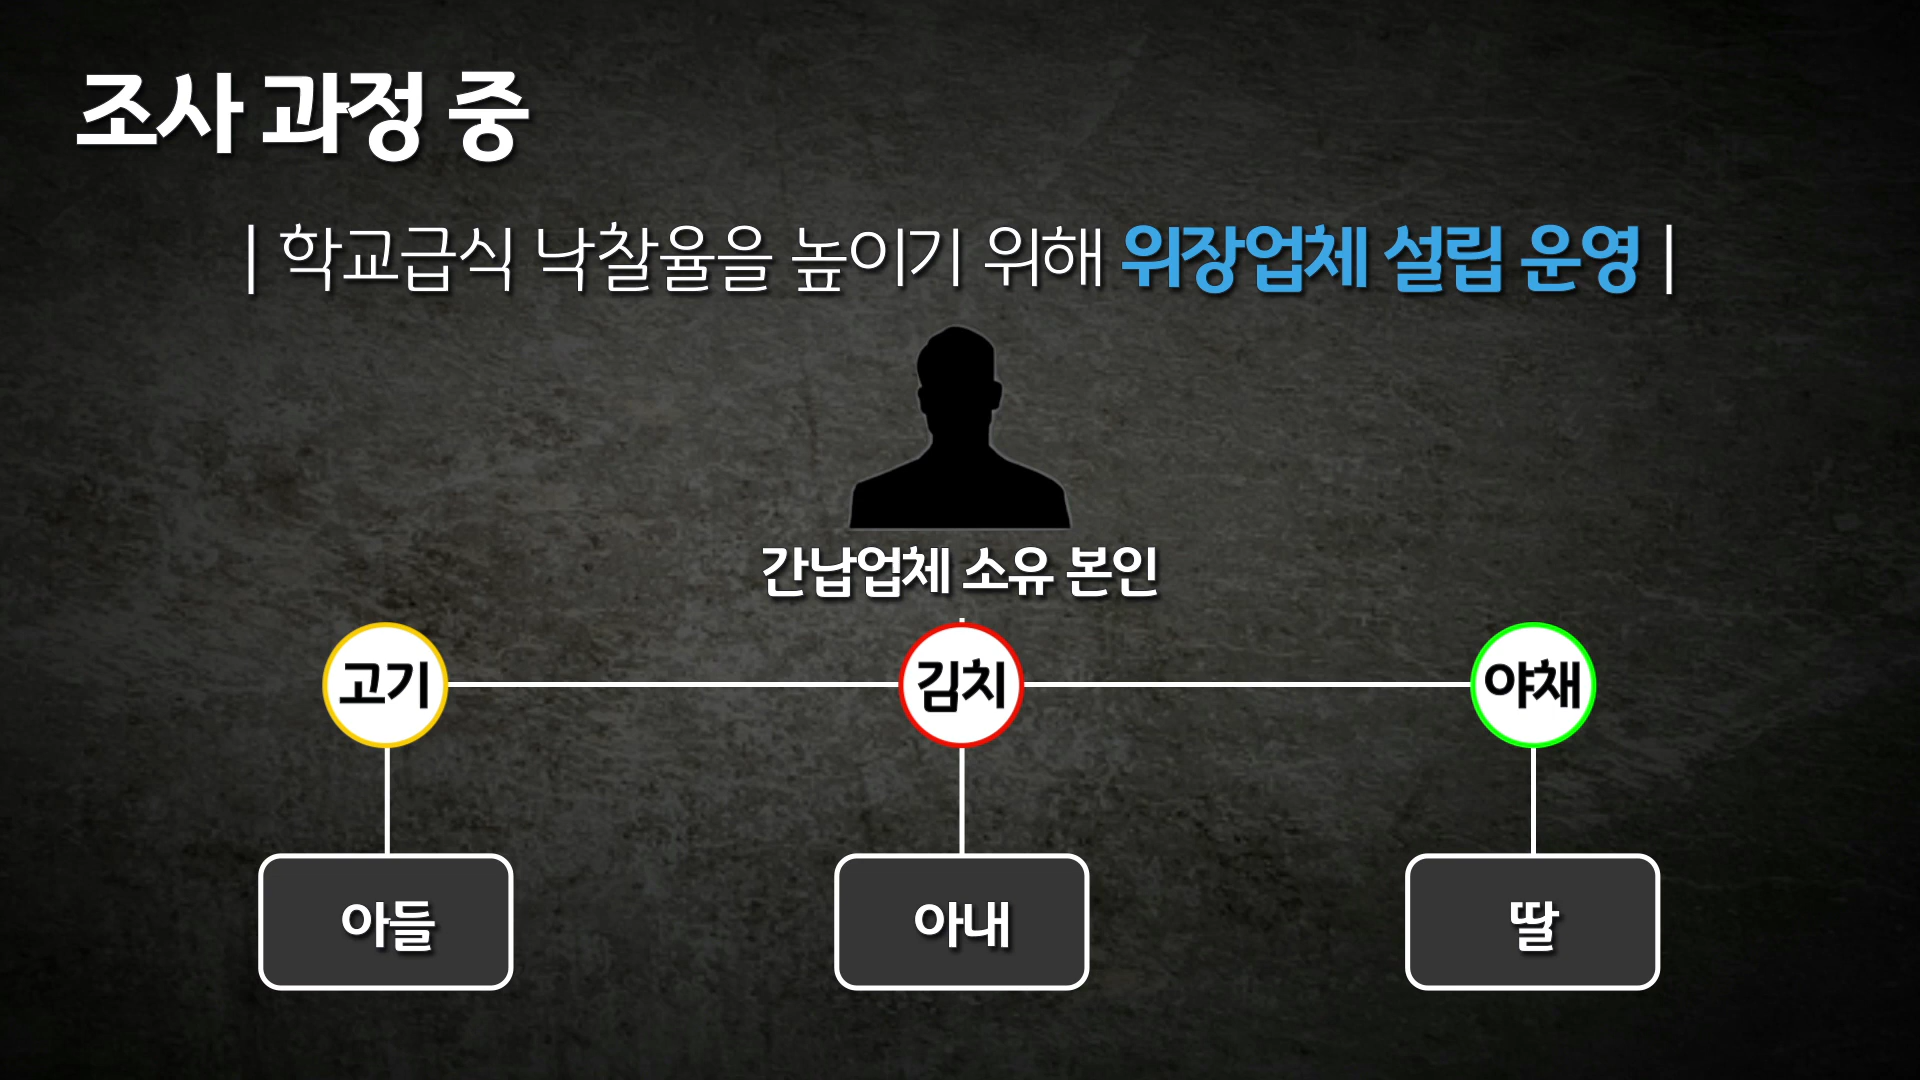 조사 과정 중
| 학교급식 낙찰율을 높이기 위해 위장업체 설립 운영 |
간납업체 소유 본인
고기 김치 야채
아들 아내 딸